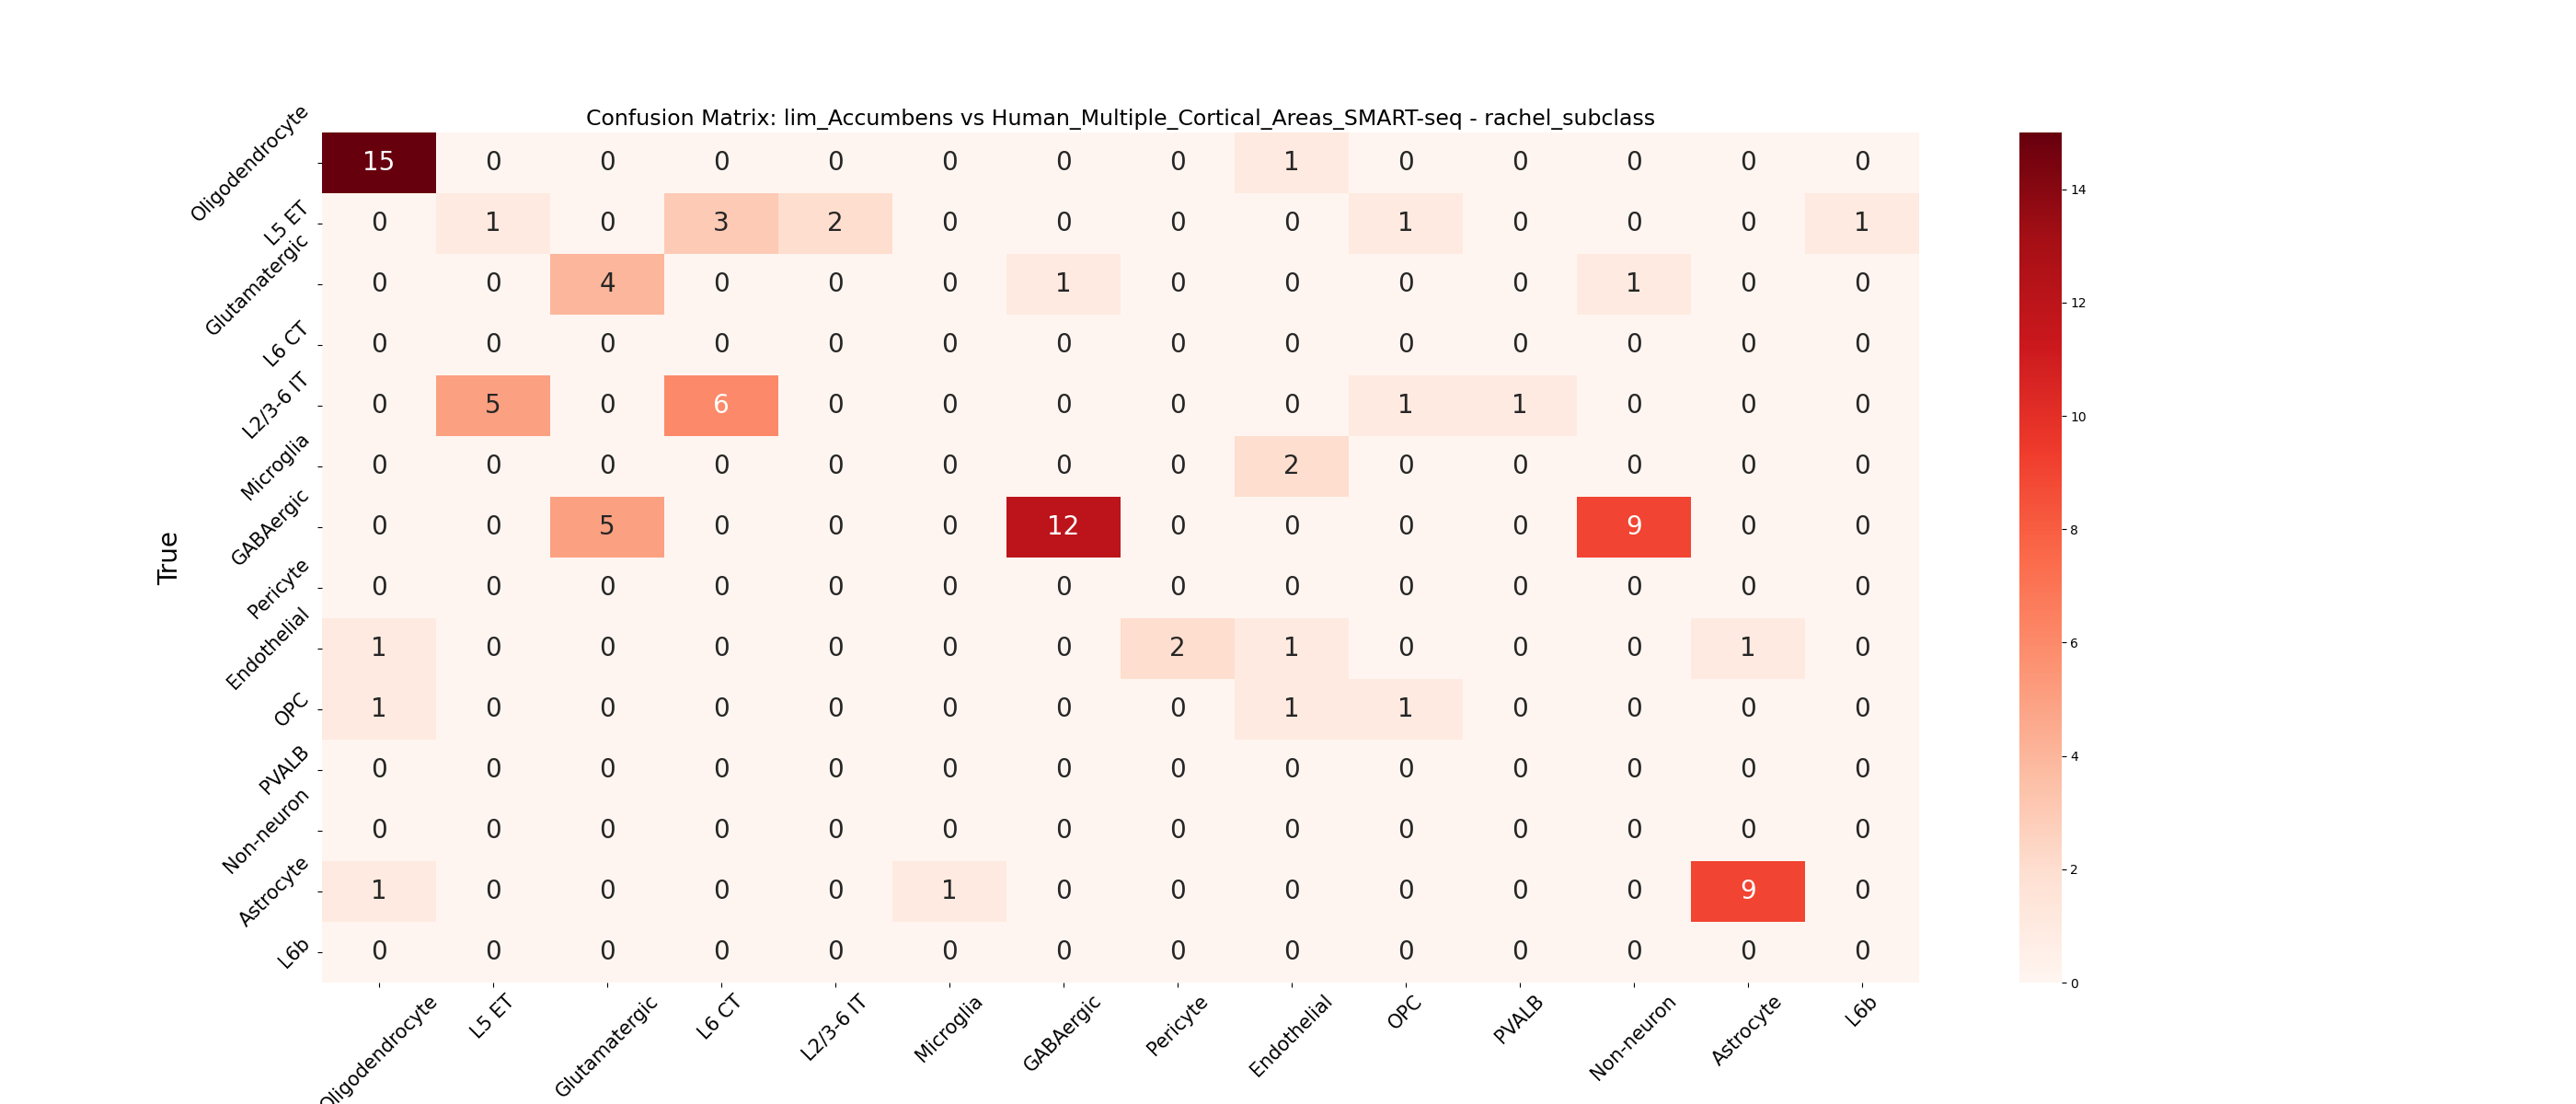 Confusion Matrix: lim_Accumbens vs Human_Multiple_Cortical_Areas_SMART-seq - rachel_subclass
True
Oligodendrocyte 15 0 0 0 0 0 0 0 1 0 0 0 0 0
L5 ET 0 1 0 3 2 0 0 0 0 1 0 0 0 1
Glutamatergic 0 0 4 0 0 0 1 0 0 0 0 1 0 0
L6 CT 0 0 0 0 0 0 0 0 0 0 0 0 0 0
L2/3-6 IT 0 5 0 6 0 0 0 0 0 1 1 0 0 0
Microglia 0 0 0 0 0 0 0 0 2 0 0 0 0 0
GABAergic 0 0 5 0 0 0 12 0 0 0 0 9 0 0
Pericyte 0 0 0 0 0 0 0 0 0 0 0 0 0 0
Endothelial 1 0 0 0 0 0 0 2 1 0 0 0 1 0
OPC 1 0 0 0 0 0 0 0 1 1 0 0 0 0
PVALB 0 0 0 0 0 0 0 0 0 0 0 0 0 0
Non-neuron 0 0 0 0 0 0 0 0 0 0 0 0 0 0
Astrocyte 1 0 0 0 0 1 0 0 0 0 0 0 9 0
L6b 0 0 0 0 0 0 0 0 0 0 0 0 0 0
Oligodendrocyte L5 ET Glutamatergic L6 CT L2/3-6 IT Microglia GABAergic Pericyte Endothelial OPC PVALB Non-neuron Astrocyte L6b
14
12
10
8
6
4
2
0